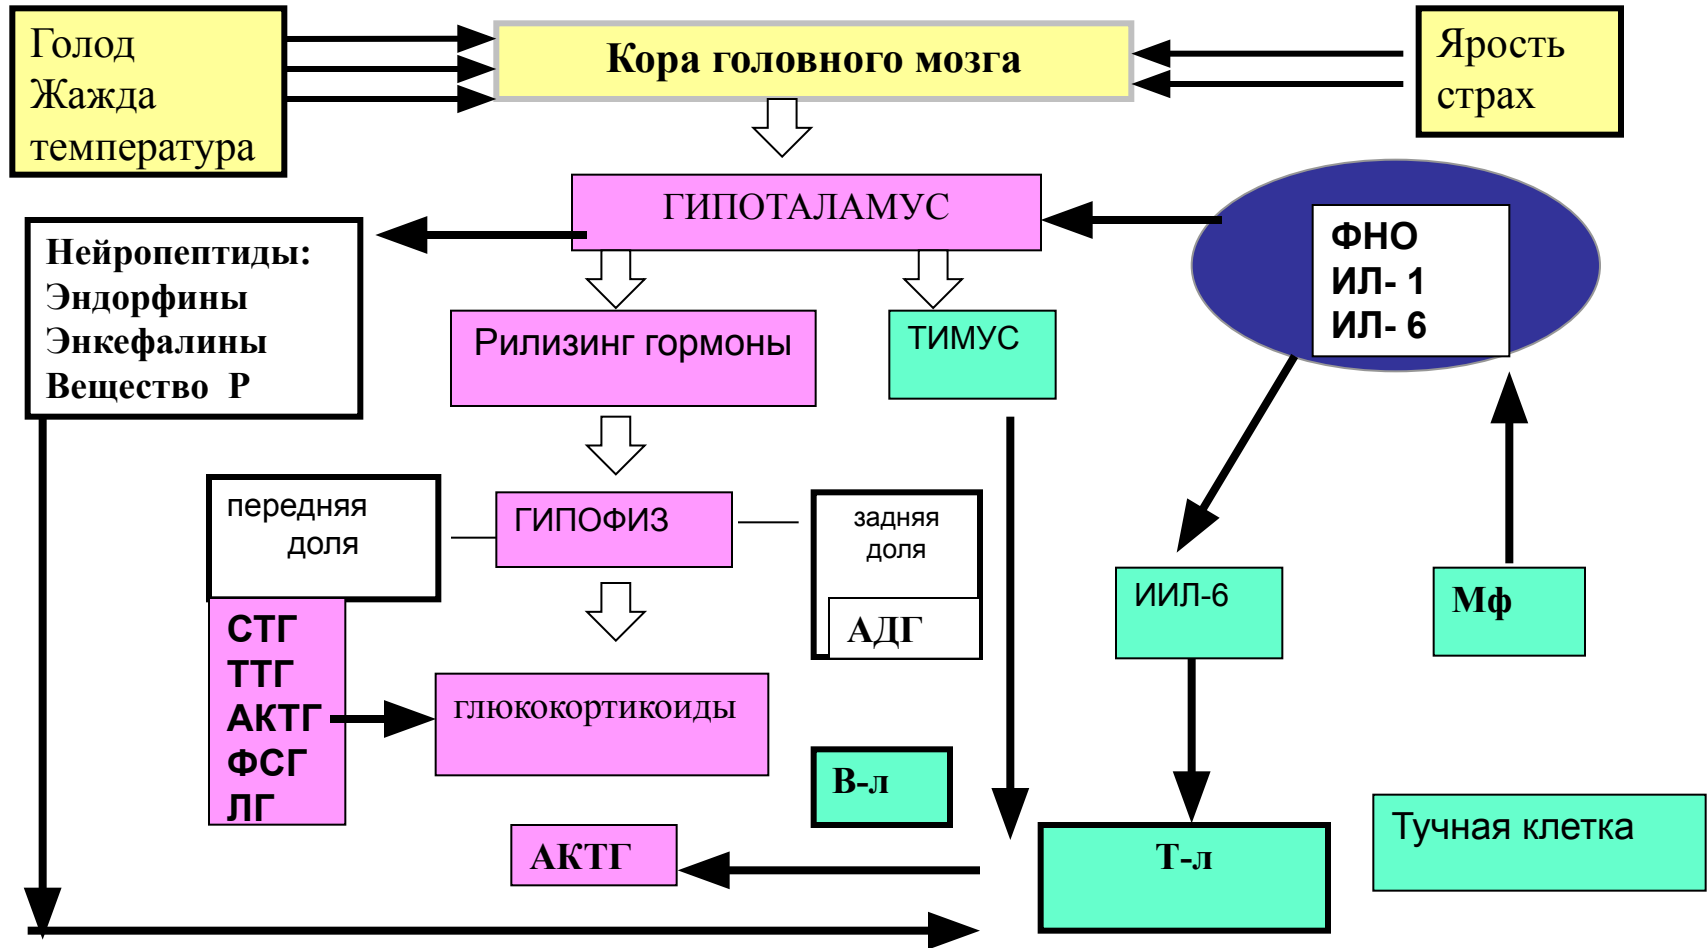 Голод
Жажда
температура
Кора головного мозга
Ярость
страх
ГИПОТАЛАМУС
Нейропептиды:
Эндорфины
Энкефалины
Вещество Р
ФНО
ИЛ- 1
ИЛ- 6
Рилизинг гормоны
ТИМУС
передняя
доля
ГИПОФИЗ
задняя
доля
АДГ
ИИЛ-6
Мф
СТГ
ТТГ
АКТГ
ФСГ
ЛГ
глюкокортикоиды
В-л
Тучная клетка
АКТГ
Т-л